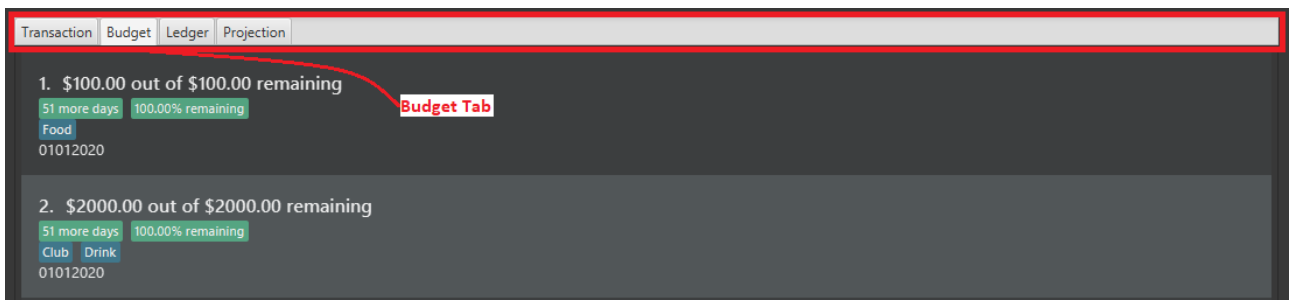 Transaction Budget Ledger Projection
1. $100.00 out of $100.00 remaining
51 more days 100.00% remaining
Budget Tab
Food
01012020
2. $2000.00 out of $2000.00 remaining
51 more days 100.00% remaining
Club Drink
01012020